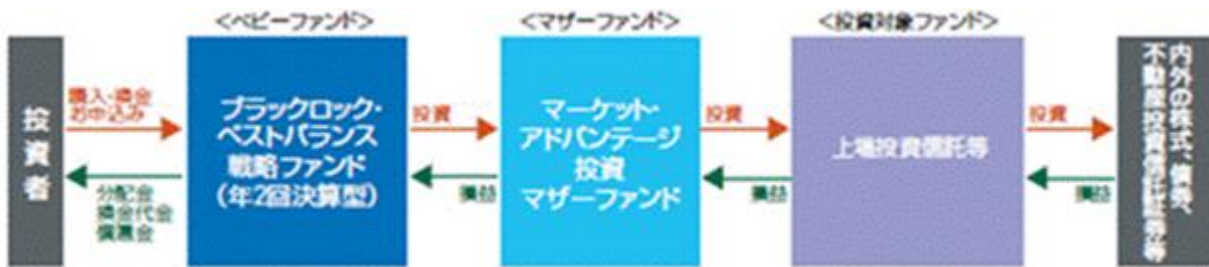 <ベビーファンド>
<マザーファンド>
<投資対象ファンド>
投資者
購入・換金
お申込み
分配金
換金代金
償還金
ブラックロック・
ベストバランス
戦略ファンド
(年2回決算型)
投資
損益
マーケット・
アドバンテージ
投資
マザーファンド
投資
損益
上場投資信託等
投資
損益
内外の株式、債券、
不動産投資信託証券等